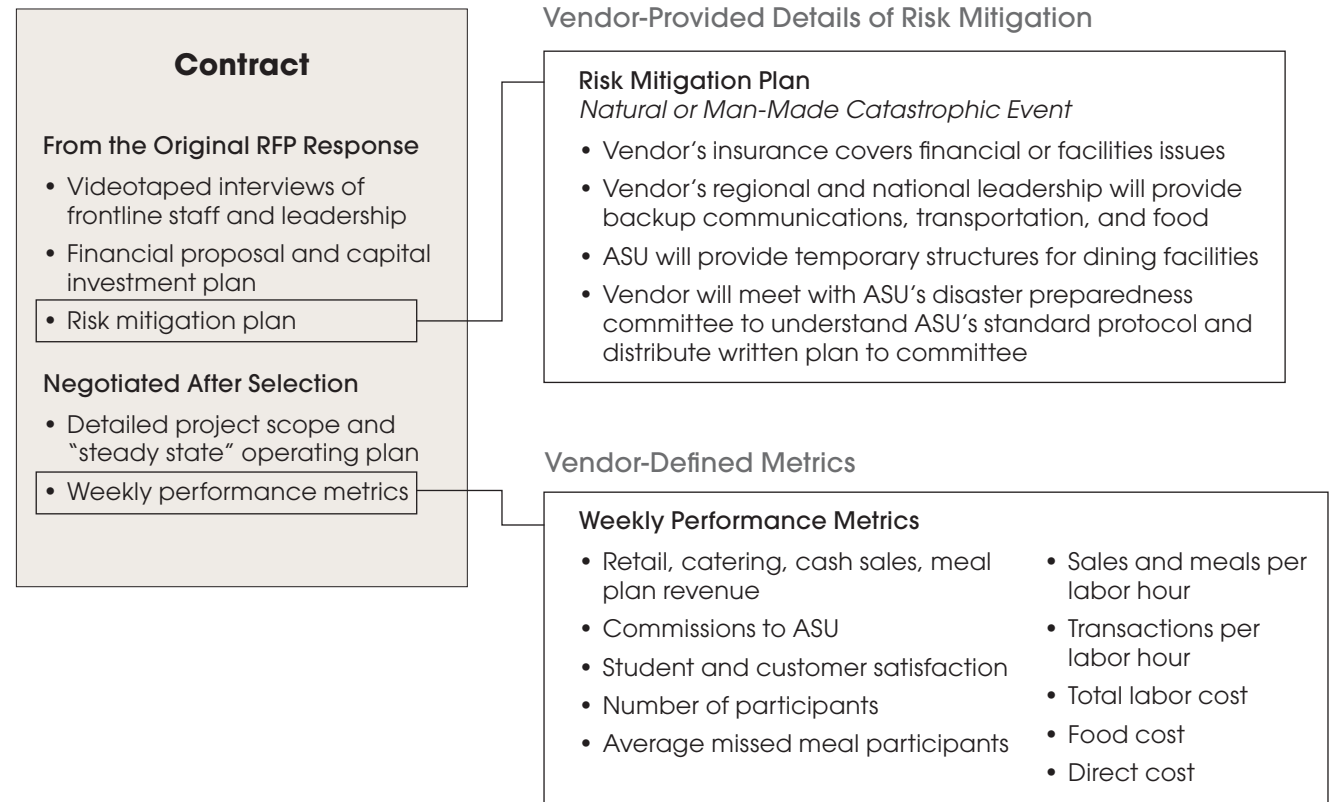 Contract
From the Original RFP Response
• Videotaped interviews of
frontline staff and leadership
• Financial proposal and capital
investment plan
• Risk mitigation plan
Negotiated After Selection
• Detailed project scope and
“steady state” operating plan
• Weekly performance metrics
Vendor-Provided Details of Risk Mitigation
Risk Mitigation Plan
Natural or Man-Made Catastrophic Event
• Vendor’s insurance covers financial or facilities issues
• Vendor’s regional and national leadership will provide
backup communications, transportation, and food
• ASU will provide temporary structures for dining facilities
• Vendor will meet with ASU’s disaster preparedness
committee to understand ASU’s standard protocol and
distribute written plan to committee
Vendor-Defined Metrics
Weekly Performance Metrics
• Retail, catering, cash sales, meal
plan revenue
• Commissions to ASU
• Student and customer satisfaction
• Number of participants
• Average missed meal participants
• Sales and meals per
labor hour
• Transactions per
labor hour
• Total labor cost
• Food cost
• Direct cost